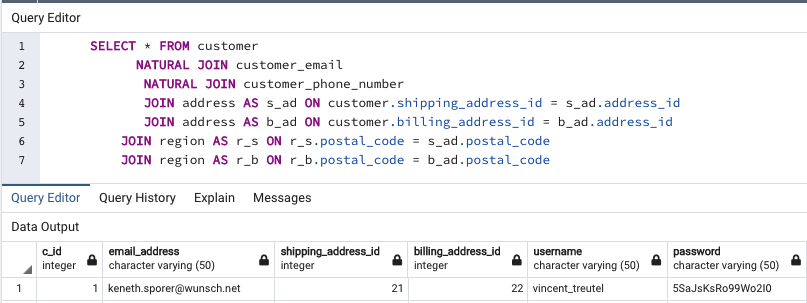 Query Editor
1 SELECT * FROM customer
2 NATURAL JOIN customer_email
3 NATURAL JOIN customer_phone_number
4 JOIN address AS s_ad ON customer.shipping_address_id = s_ad.address_id
5 JOIN address AS b_ad ON customer.billing_address_id = b_ad.address_id
6 JOIN region AS r_s ON r_s.postal_code = s_ad.postal_code
7 JOIN region AS r_b ON r_b.postal_code = b_ad.postal_code
Query Editor Query History Explain Messages
Data Output
c_id email_address shipping_address_id billing_address_id username password
integer character varying (50) integer integer character varying (50) character varying (50)
1 1 keneth.sporer@wunsch.net 21 22 vincent_treutel 5SaJsKsRo99Wo2I0